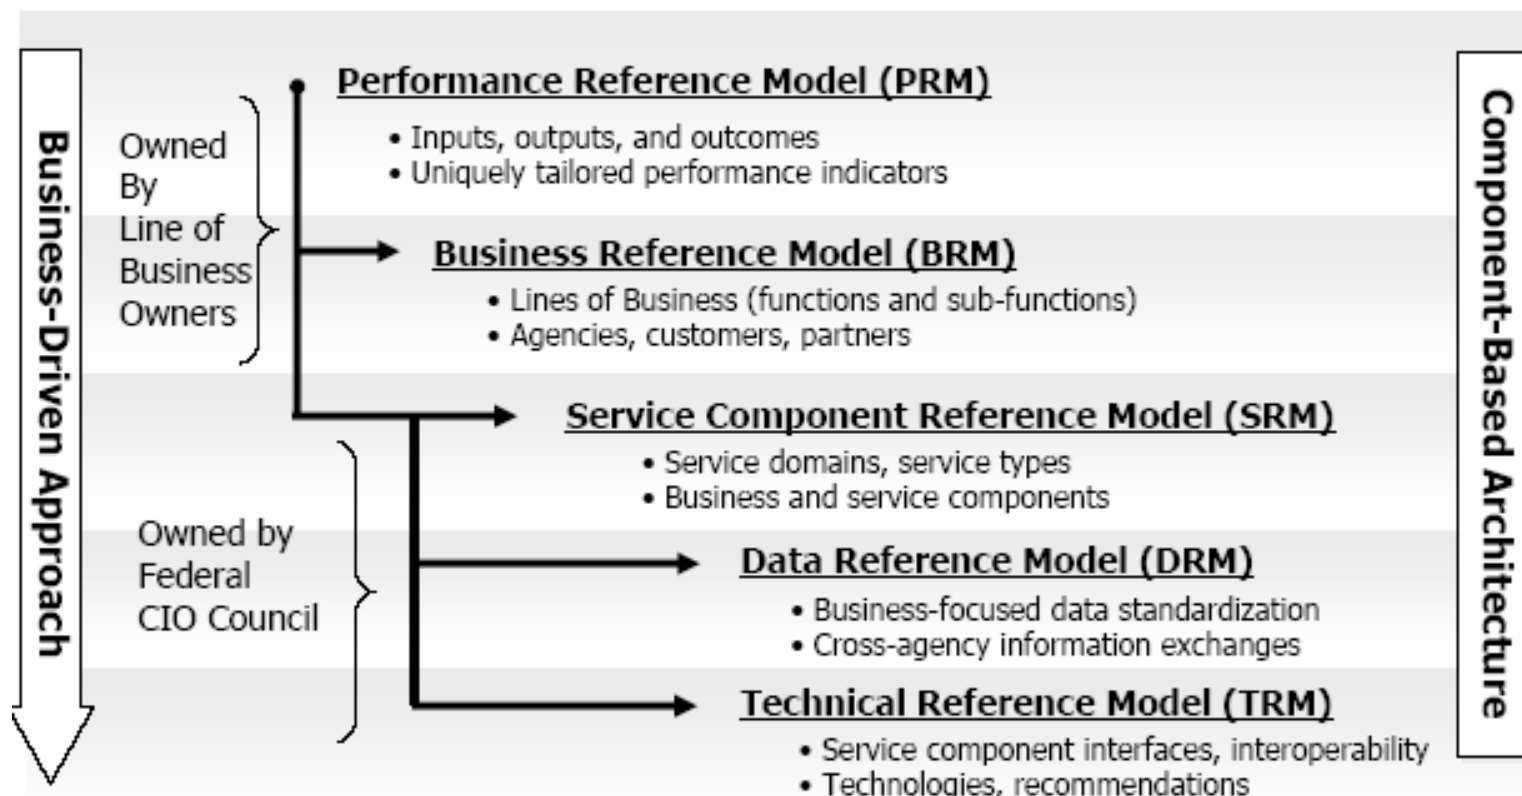 Business-Driven Approach
Owned
By
Line of
Business
Owners
Performance Reference Model (PRM)
• Inputs, outputs, and outcomes
• Uniquely tailored performance indicators
Business Reference Model (BRM)
• Lines of Business (functions and sub-functions)
• Agencies, customers, partners
Service Component Reference Model (SRM)
• Service domains, service types
• Business and service components
Owned by
Federal
CIO Council
Data Reference Model (DRM)
• Business-focused data standardization
• Cross-agency information exchanges
Technical Reference Model (TRM)
• Service component interfaces, interoperability
• Technologies, recommendations
Component-Based Architecture